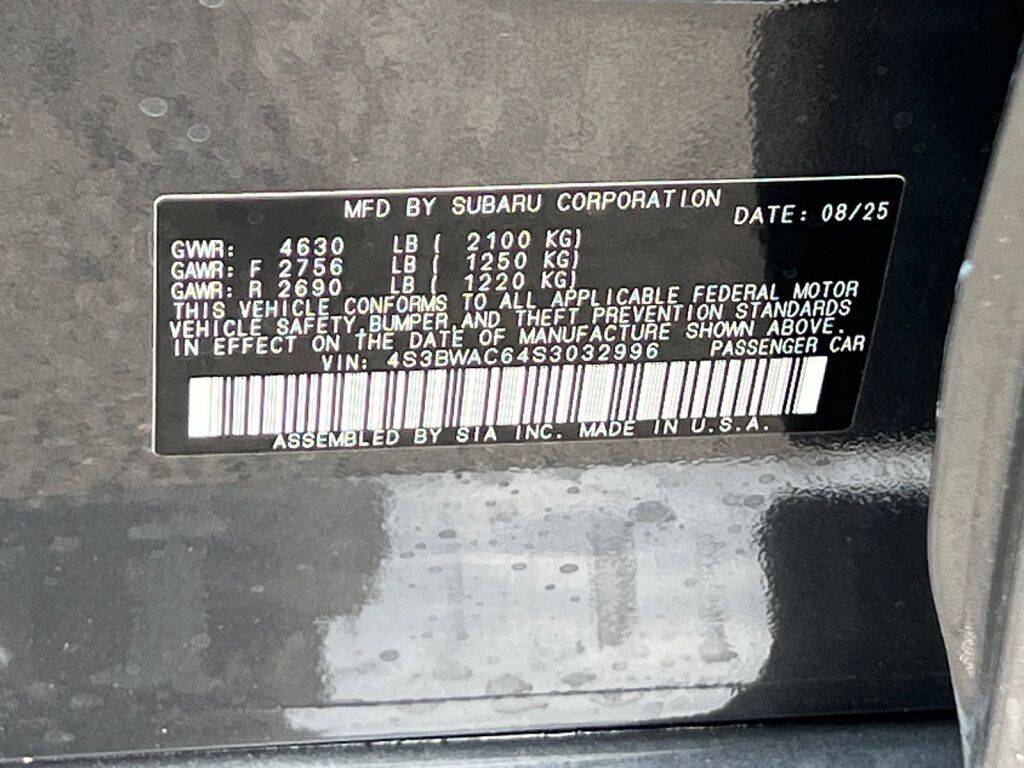 MFD BY SUBARU CORPORATION DATE: 08/25
GVWR: 4630 LB ( 2100 KG)
GAWR: F 2756 LB ( 1250 KG)
GAWR: R 2690 LB ( 1220 KG)
THIS VEHICLE CONFORMS TO ALL APPLICABLE FEDERAL MOTOR
VEHICLE SAFETY,BUMPER,AND THEFT PREVENTION STANDARDS
IN EFFECT ON THE DATE OF MANUFACTURE SHOWN ABOVE.
VIN: 4S3BWAC64S3032996 PASSENGER CAR
ASSEMBLED BY SIA INC. MADE IN U.S.A.